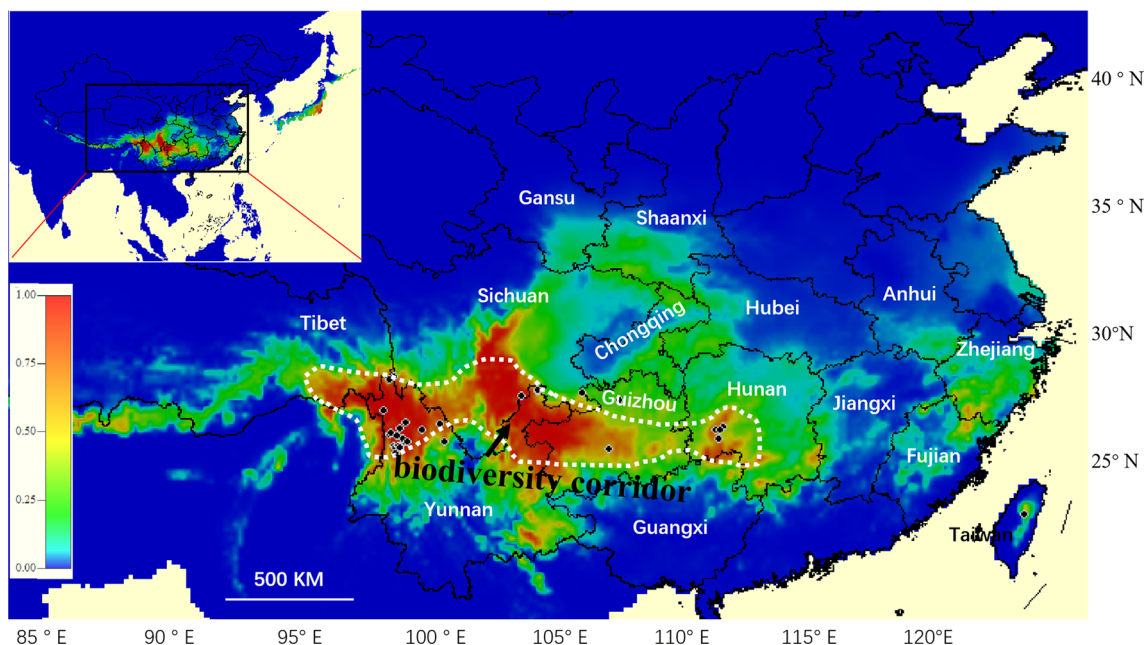 40 ° N
Gansu
Shaanxi
35 ° N
1.00
Sichuan
Anhui
Tibet
Hubei
Chongqing
30°N
0.75
Zhejiang
Hunan
Guizhou
Jiangxi
0.50
Fujian
25 ° N
biodiversity corridor
0.25
Yunnan
Guangxi
Taiwan
0.00
500 KM
85 ° E 90 ° E 95 ° E 100 ° E 105°E 110 °E 115°E 120°E